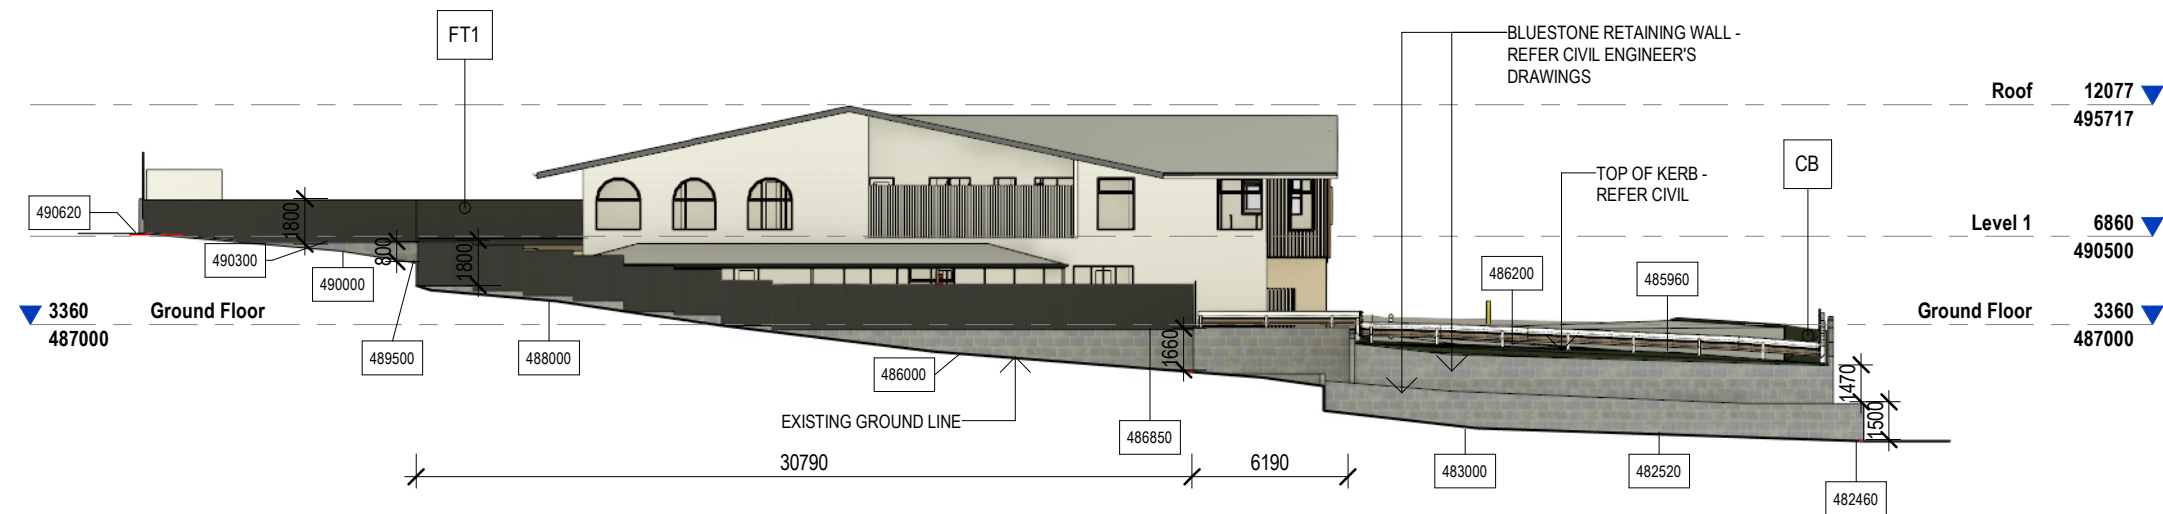 FT1
BLUESTONE RETAINING WALL -
REFER CIVIL ENGINEER'S
DRAWINGS
Roof 12077
495717
TOP OF KERB -
REFER CIVIL
CB
490620
1800
490300
490000
800
1800
Level 1 6860
490500
486200
485960
3360 Ground Floor
487000
Ground Floor 3360
487000
489500
488000
486000
1660
1470
1500
EXISTING GROUND LINE
486850
30790
6190
483000
482520
482460